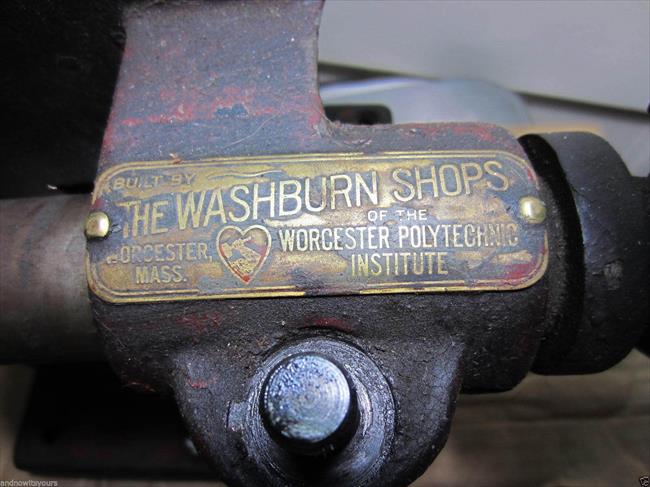 BUILT BY
THE WASHBURN SHOPS
OF THE
WORCESTER, WORCESTER POLYTECHNIC
MASS. INSTITUTE
andnowitsyours